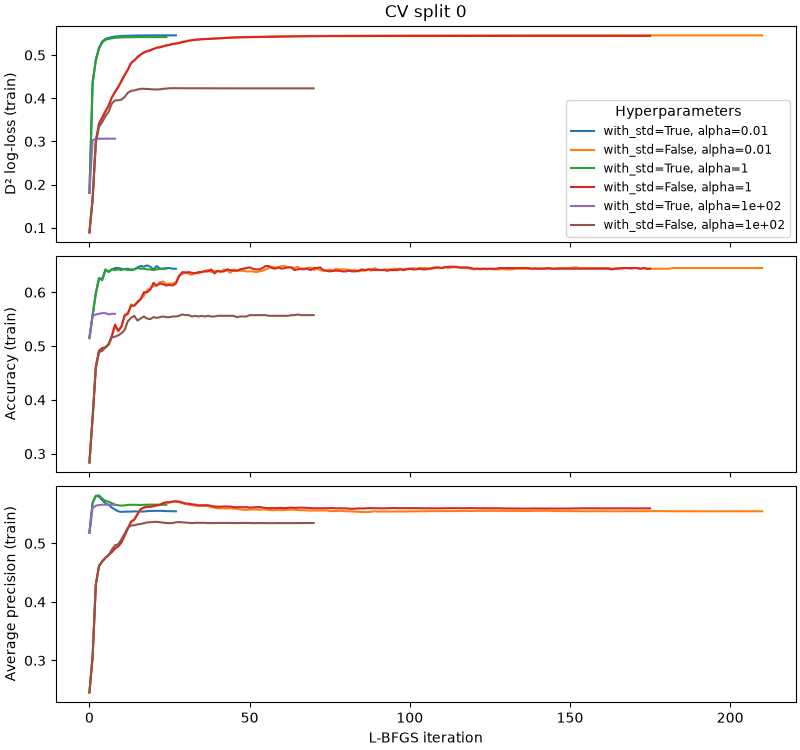 CV split 0
D² log-loss (train)
0.5
0.4
0.3
0.2
0.1
Hyperparameters
with_std=True, alpha=0.01
with_std=False, alpha=0.01
with_std=True, alpha=1
with_std=False, alpha=1
with_std=True, alpha=1e+02
with_std=False, alpha=1e+02
Accuracy (train)
0.6
0.5
0.4
0.3
Average precision (train)
0.5
0.4
0.3
0
50
100
150
200
L-BFGS iteration